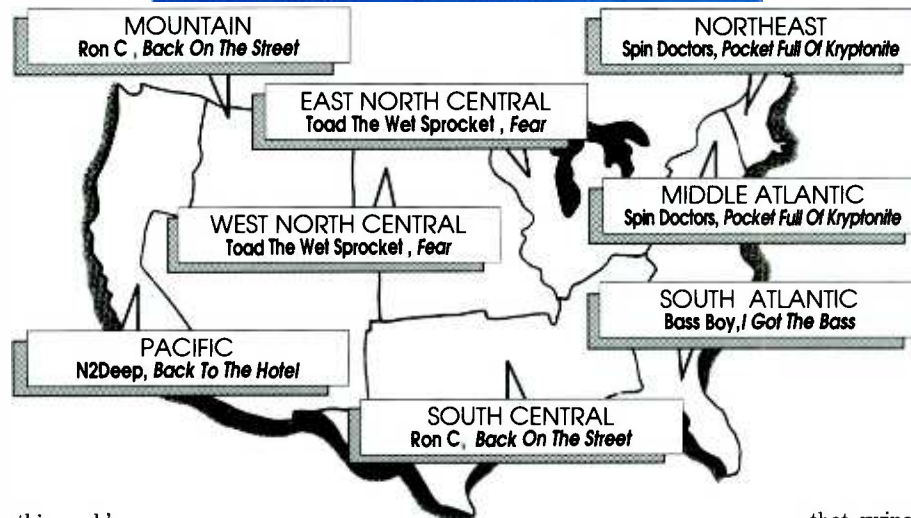 MOUNTAIN
Ron C , Back On The Street
NORTHEAST
Spin Doctors, Pocket Full Of Kryptonite
EAST NORTH CENTRAL
Toad The Wet Sprocket , Fear
MIDDLE ATLANTIC
Spin Doctors, Pocket Full Of Kryptonite
WEST NORTH CENTRAL
Toad The Wet Sprocket , Fear
SOUTH ATLANTIC
Bass Boy, I Got The Bass
PACIFIC
N2Deep, Back To The Hotel
SOUTH CENTRAL
Ron C, Back On The Street